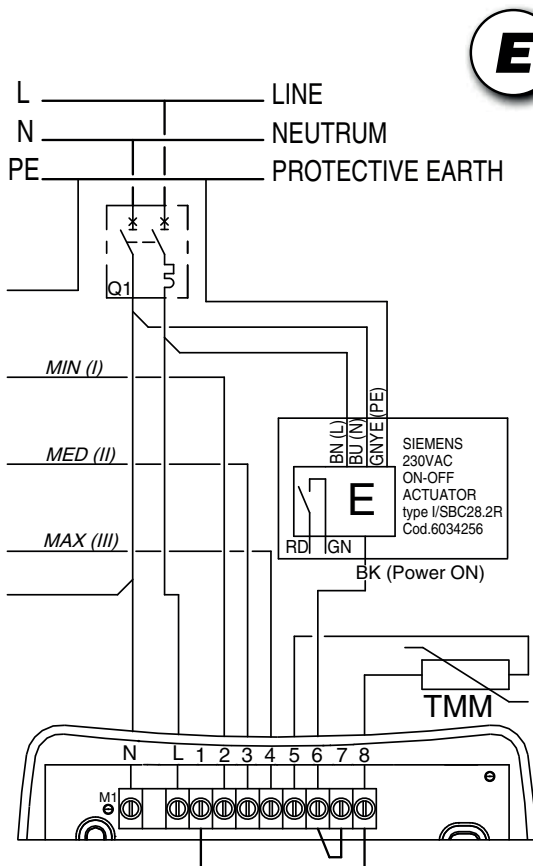 E
L LINE
N NEUTRUM
PE PROTECTIVE EARTH
Q1
MIN (I)
MED (II)
MAX (III)
BN (L)
BU (N)
GNYE (PE)
SIEMENS
230VAC
ON-OFF
ACTUATOR
type I/SBC28.2R
Cod.6034256
E
RD GN
BK (Power ON)
TMM
N L 1 2 3 4 5 6 7 8
M1